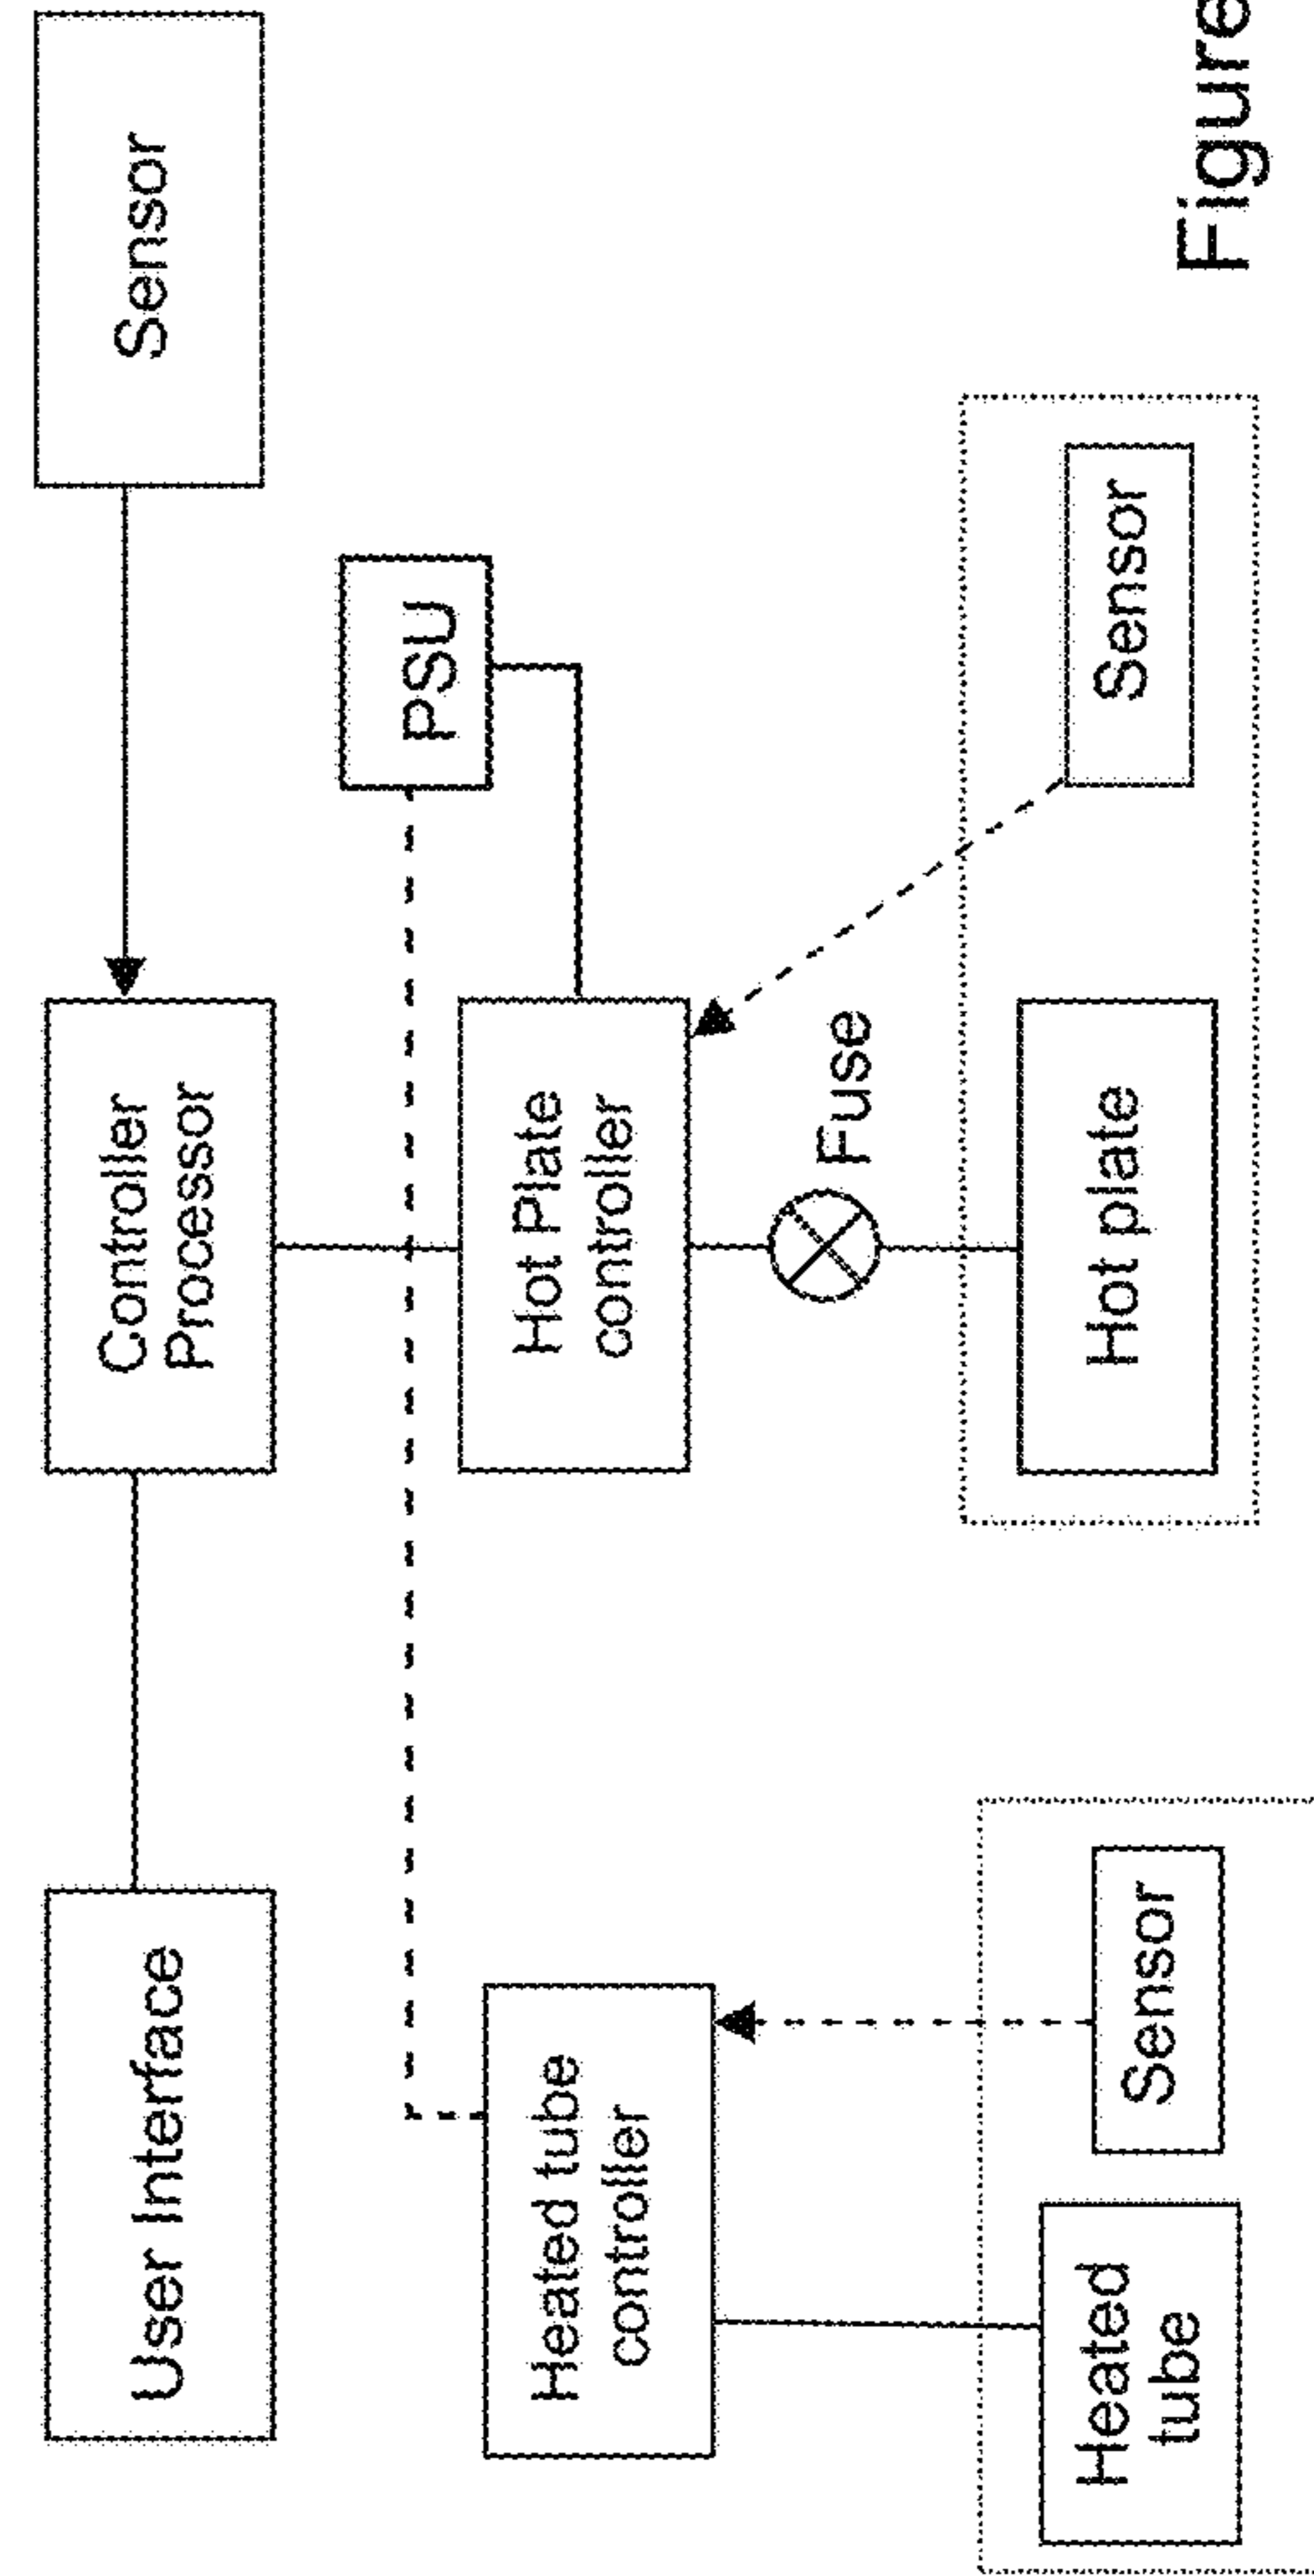 User Interface
Controller
Processor
Sensor
PSU
Heated tube
controller
Hot Plate
controller
Fuse
Heated
tube
Sensor
Hot plate
Sensor
Figure